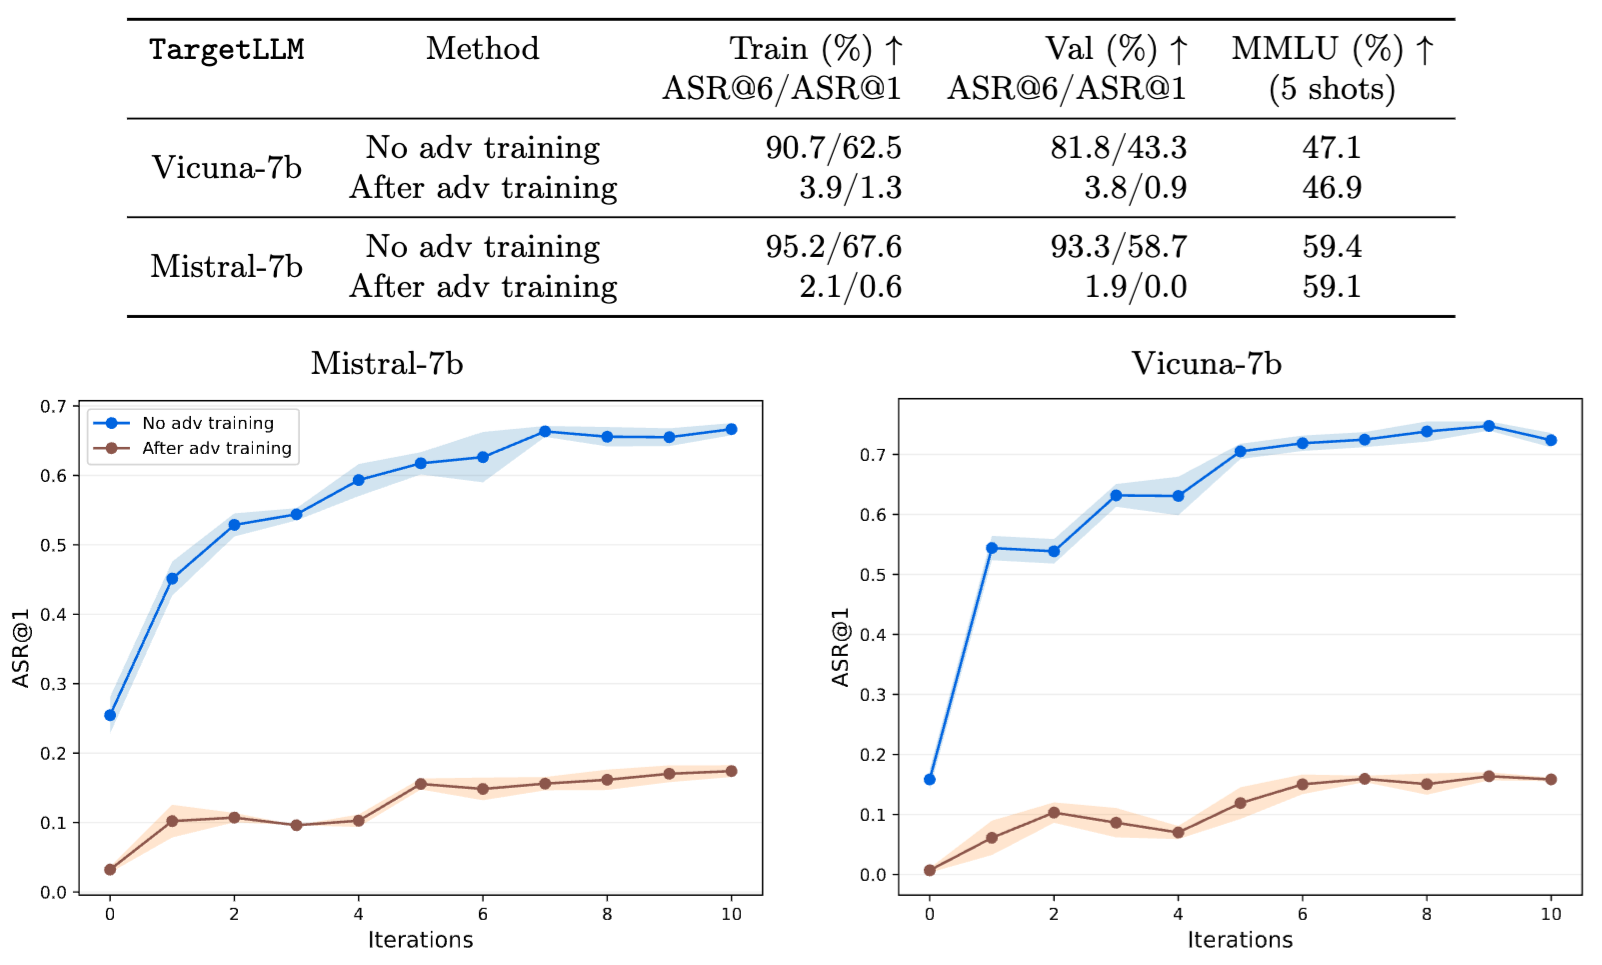 TargetLLM Method Train (%) ↑ Val (%) ↑ MMLU (%) ↑
ASR@6/ASR@1 ASR@6/ASR@1 (5 shots)
Vicuna-7b
No adv training 90.7/62.5 81.8/43.3 47.1
After adv training 3.9/1.3 3.8/0.9 46.9
Mistral-7b
No adv training 95.2/67.6 93.3/58.7 59.4
After adv training 2.1/0.6 1.9/0.0 59.1
Mistral-7b
No adv training
After adv training
ASR@1
0.7
0.6
0.5
0.4
0.3
0.2
0.1
0.0
0 2 4 6 8 10
Iterations
Vicuna-7b
ASR@1
0.7
0.6
0.5
0.4
0.3
0.2
0.1
0.0
0 2 4 6 8 10
Iterations